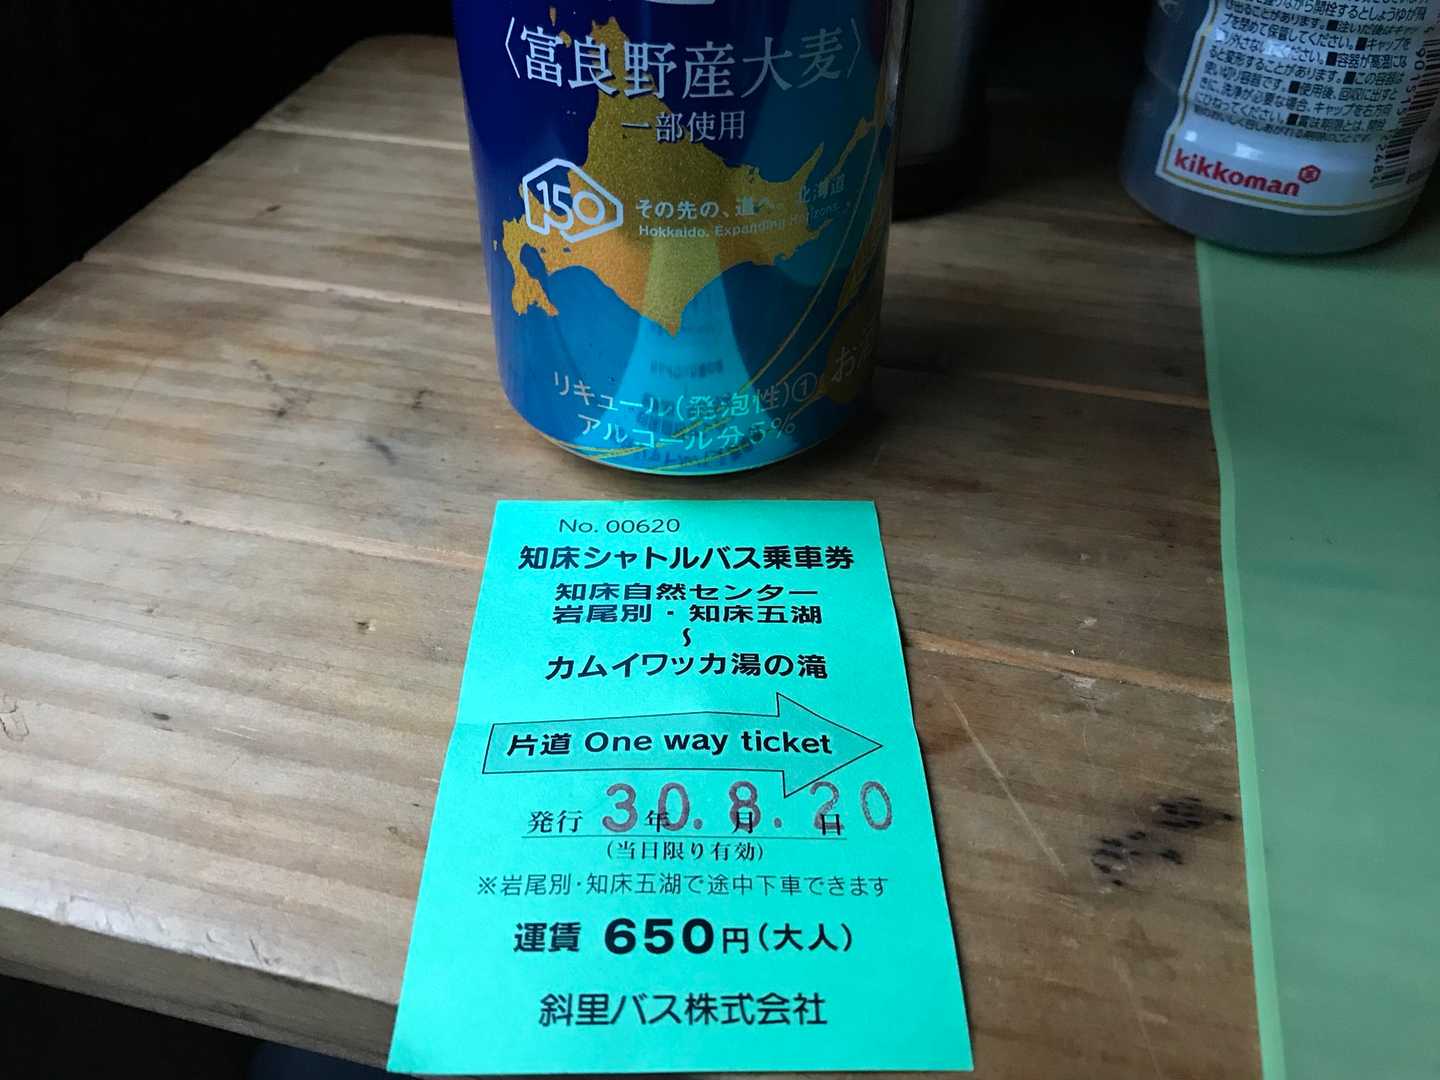 〈富良野産大麦〉
一部使用
150
その先の、道へ。北海道
Hokkaido. Expanding Horizons.
リキュール(発泡性)①
アルコール分5%
お酒
kikkoman
No. 00620
知床シャトルバス乗車券
知床自然センター
岩尾別・知床五湖
〜
カムイワッカ湯の滝
片道 One way ticket
発行 30年.8月.20日
(当日限り有効)
※岩尾別・知床五湖で途中下車できます
運賃 650円(大人)
斜里バス株式会社